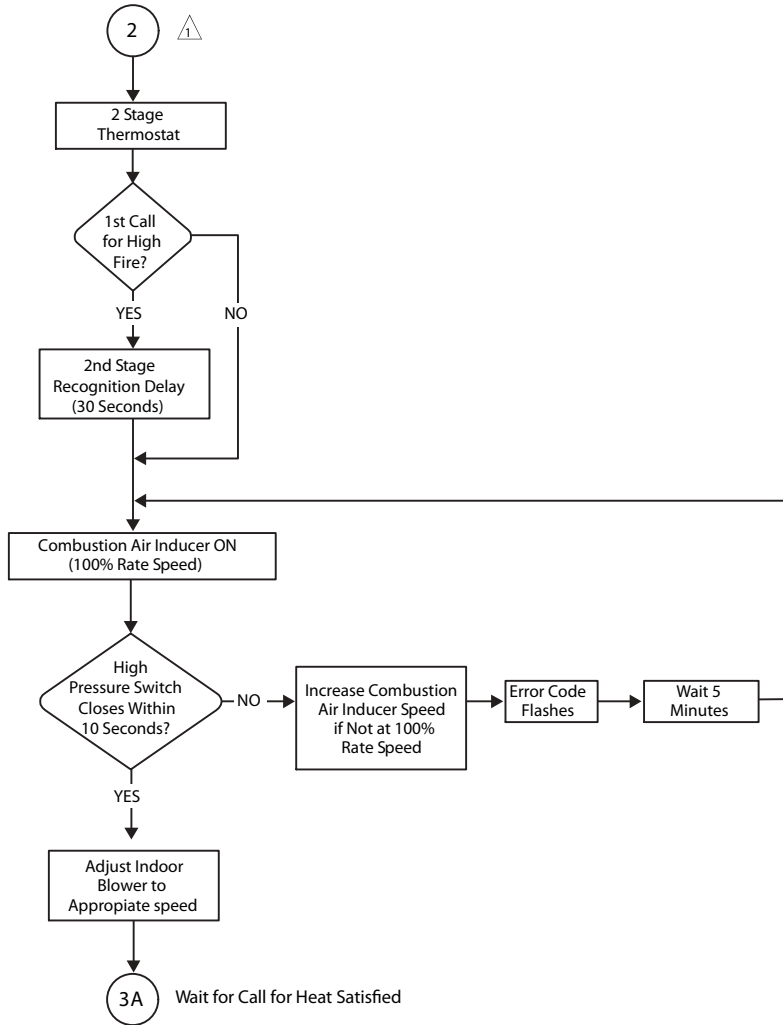 2
1
2 Stage
Thermostat
1st Call
for High
Fire?
YES
NO
2nd Stage
Recognition Delay
(30 Seconds)
Combustion Air Inducer ON
(100% Rate Speed)
High
Pressure Switch
Closes Within
10 Seconds?
NO
Increase Combustion
Air Inducer Speed
if Not at 100%
Rate Speed
Error Code
Flashes
Wait 5
Minutes
YES
Adjust Indoor
Blower to
Appropiate speed
3A
Wait for Call for Heat Satisfied